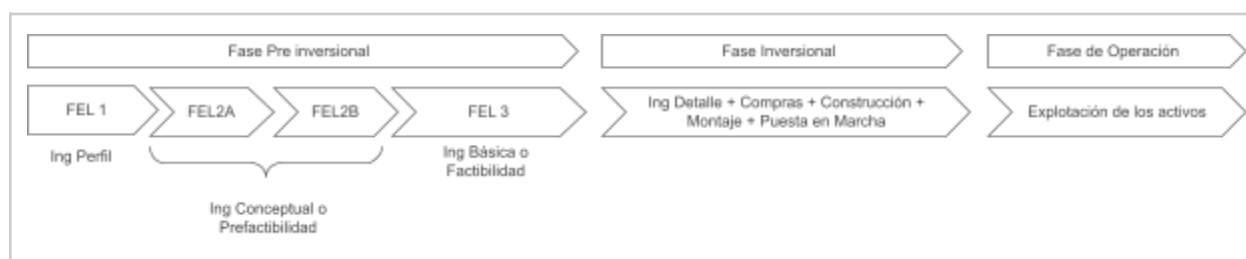 Fase Pre inversional
Fase Inversional
Fase de Operación
FEL 1
FEL2A
FEL2B
FEL 3
Ing Detalle + Compras + Construcción +
Montaje + Puesta en Marcha
Explotación de los activos
Ing Perfil
Ing Básica o
Factibilidad
Ing Conceptual o
Prefactibilidad